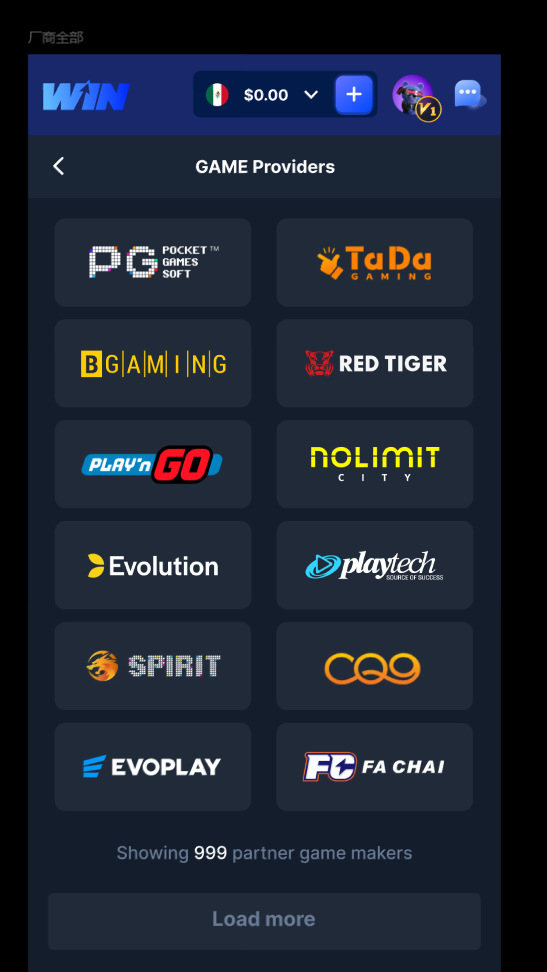 厂商全部
WIN
$0.00
V1
GAME Providers
PG POCKET GAMES SOFT™
TaDa GAMING
BGAMING
RED TIGER
PLAY'n GO
NOLIMIT CITY
Evolution
playtech SOURCE OF SUCCESS
SPIRIT
CQ9
EVOPLAY
FC FA CHAI
Showing 999 partner game makers
Load more